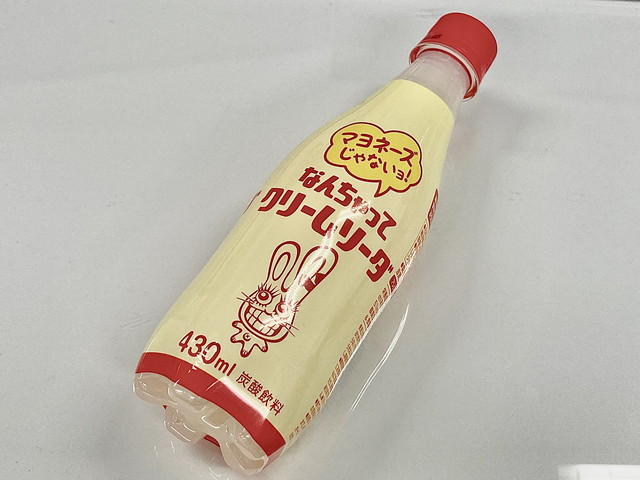 マヨネーズ
じゃないョ!
なんちゃって
クリームソーダ
430ml 炭酸飲料